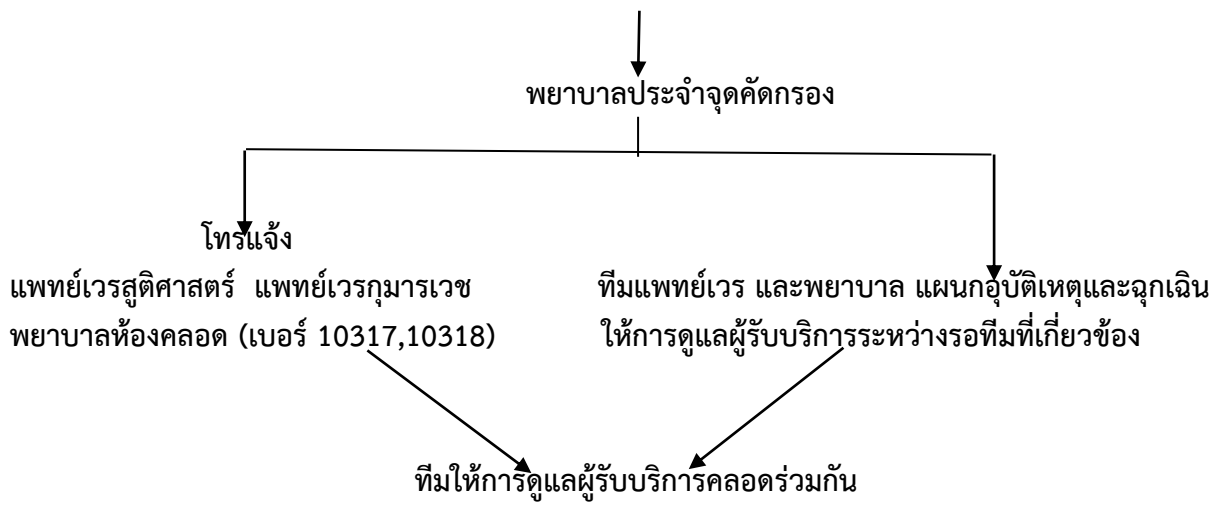 พยาบาลประจำจุดคัดกรอง
โทรแจ้ง
แพทย์เวรสูติศาสตร์ แพทย์เวรกุมารเวช
พยาบาลห้องคลอด (เบอร์ 10317,10318)
ทีมแพทย์เวร และพยาบาล แผนกอุบัติเหตุและฉุกเฉิน
ให้การดูแลผู้รับบริการระหว่างรอทีมที่เกี่ยวข้อง
ทีมให้การดูแลผู้รับบริการคลอดร่วมกัน